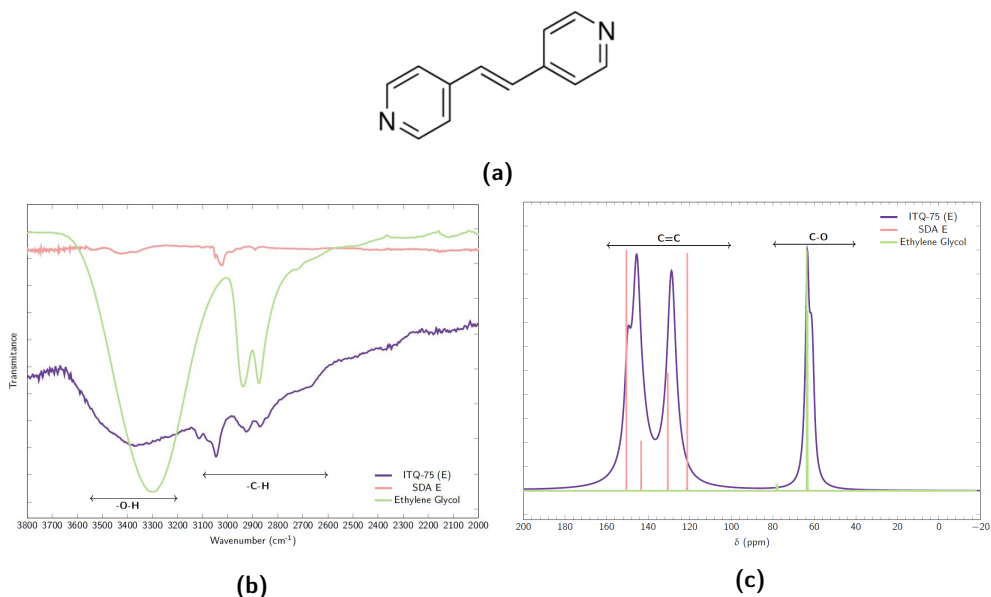 N
N
(a)
Transmitance
ITQ-75 (E)
SDA E
Ethylene Glycol
-C-H
-O-H
3800 3700 3600 3500 3400 3300 3200 3100 3000 2900 2800 2700 2600 2500 2400 2300 2200 2100 2000
Wavenumber (cm⁻¹)
(b)
ITQ-75 (E)
SDA E
Ethylene Glycol
C=C
C-O
200 180 160 140 120 100 80 60 40 20 0 −20
δ (ppm)
(c)